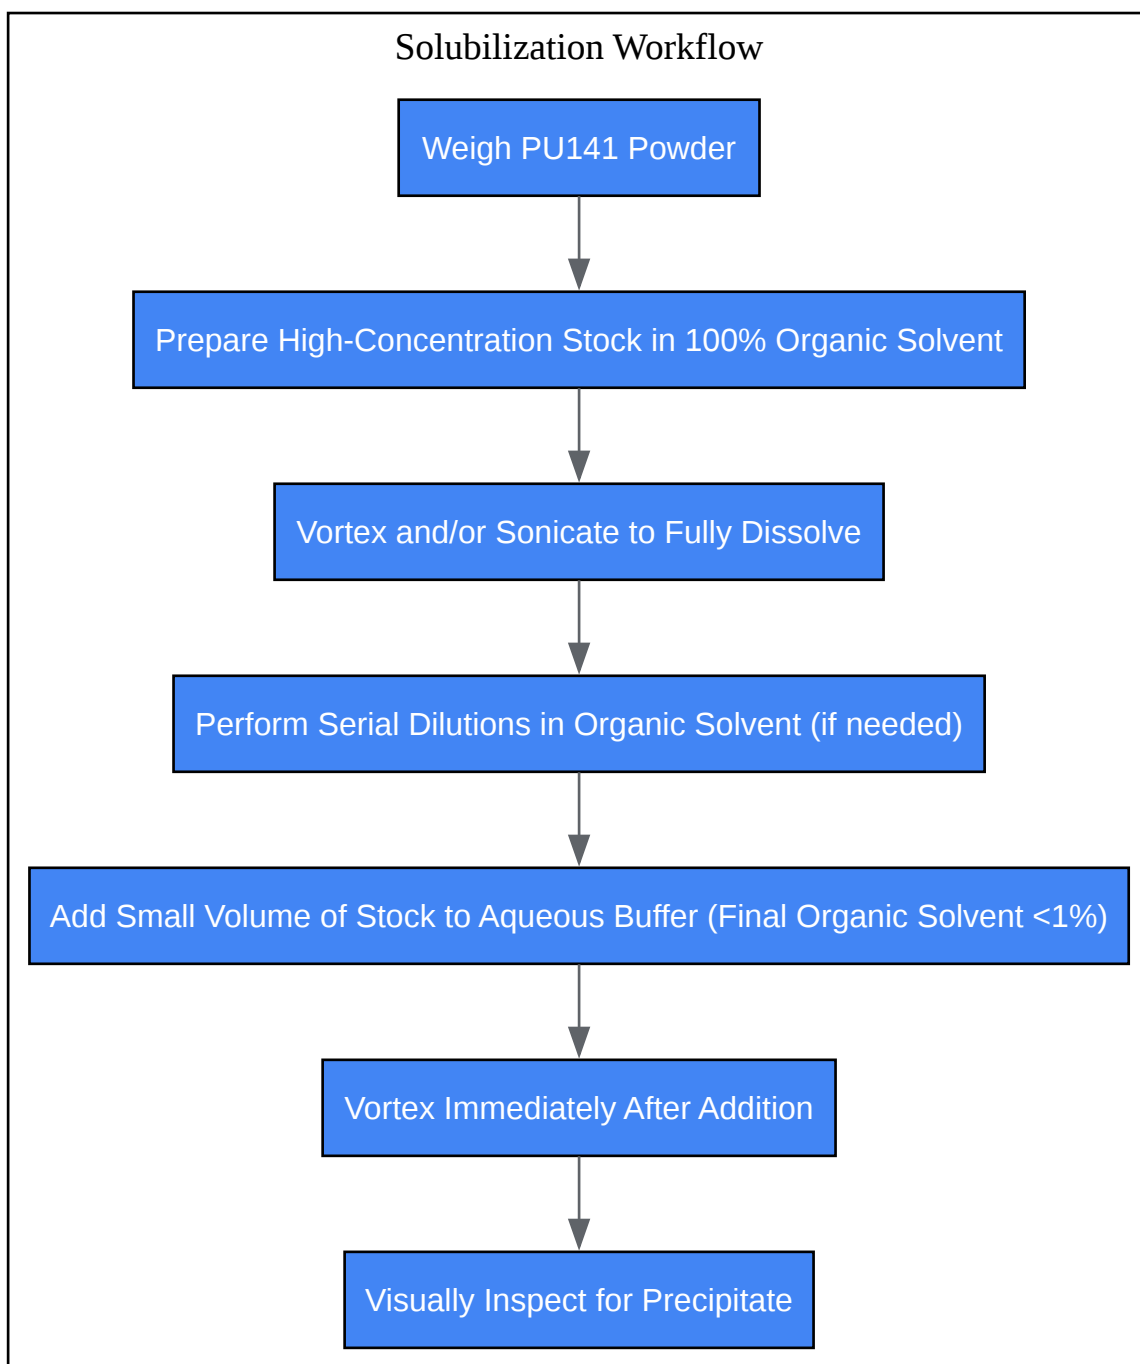 Solubilization Workflow
Weigh PU141 Powder
Prepare High-Concentration Stock in 100% Organic Solvent
Vortex and/or Sonicate to Fully Dissolve
Perform Serial Dilutions in Organic Solvent (if needed)
Add Small Volume of Stock to Aqueous Buffer (Final Organic Solvent <1%)
Vortex Immediately After Addition
Visually Inspect for Precipitate